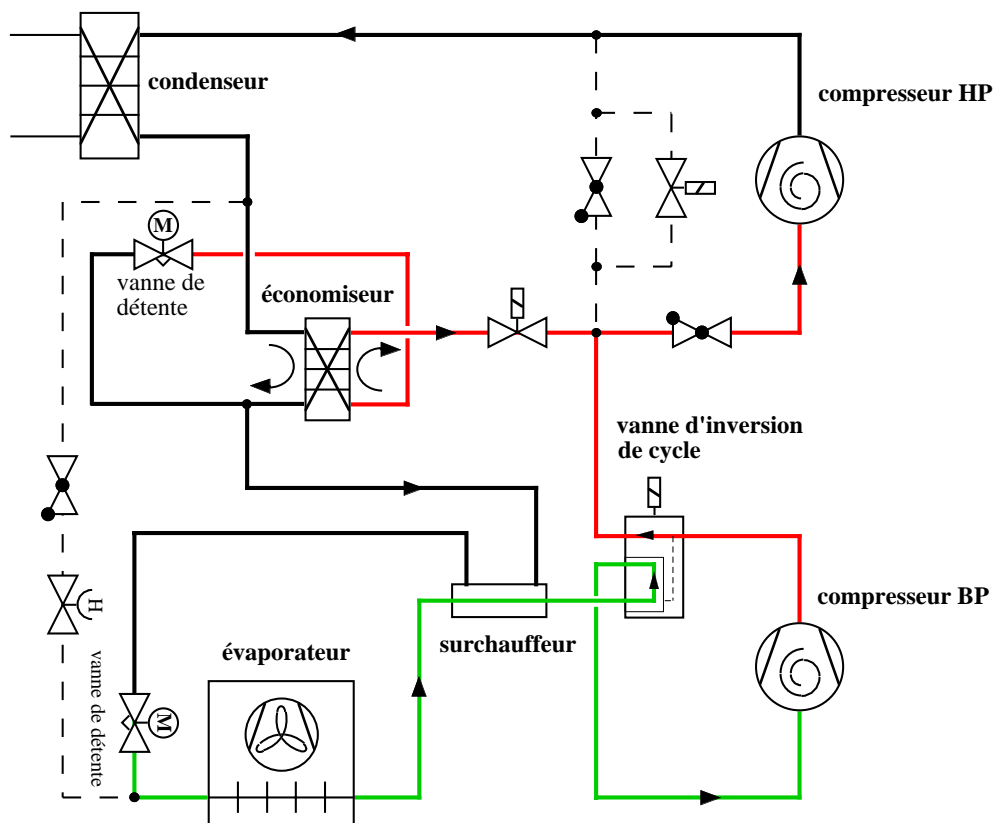 condenseur
compresseur HP
M
vanne de
détente
économiseur
vanne d'inversion
de cycle
H
compresseur BP
surchauffeur
évaporateur
vanne de détente
M